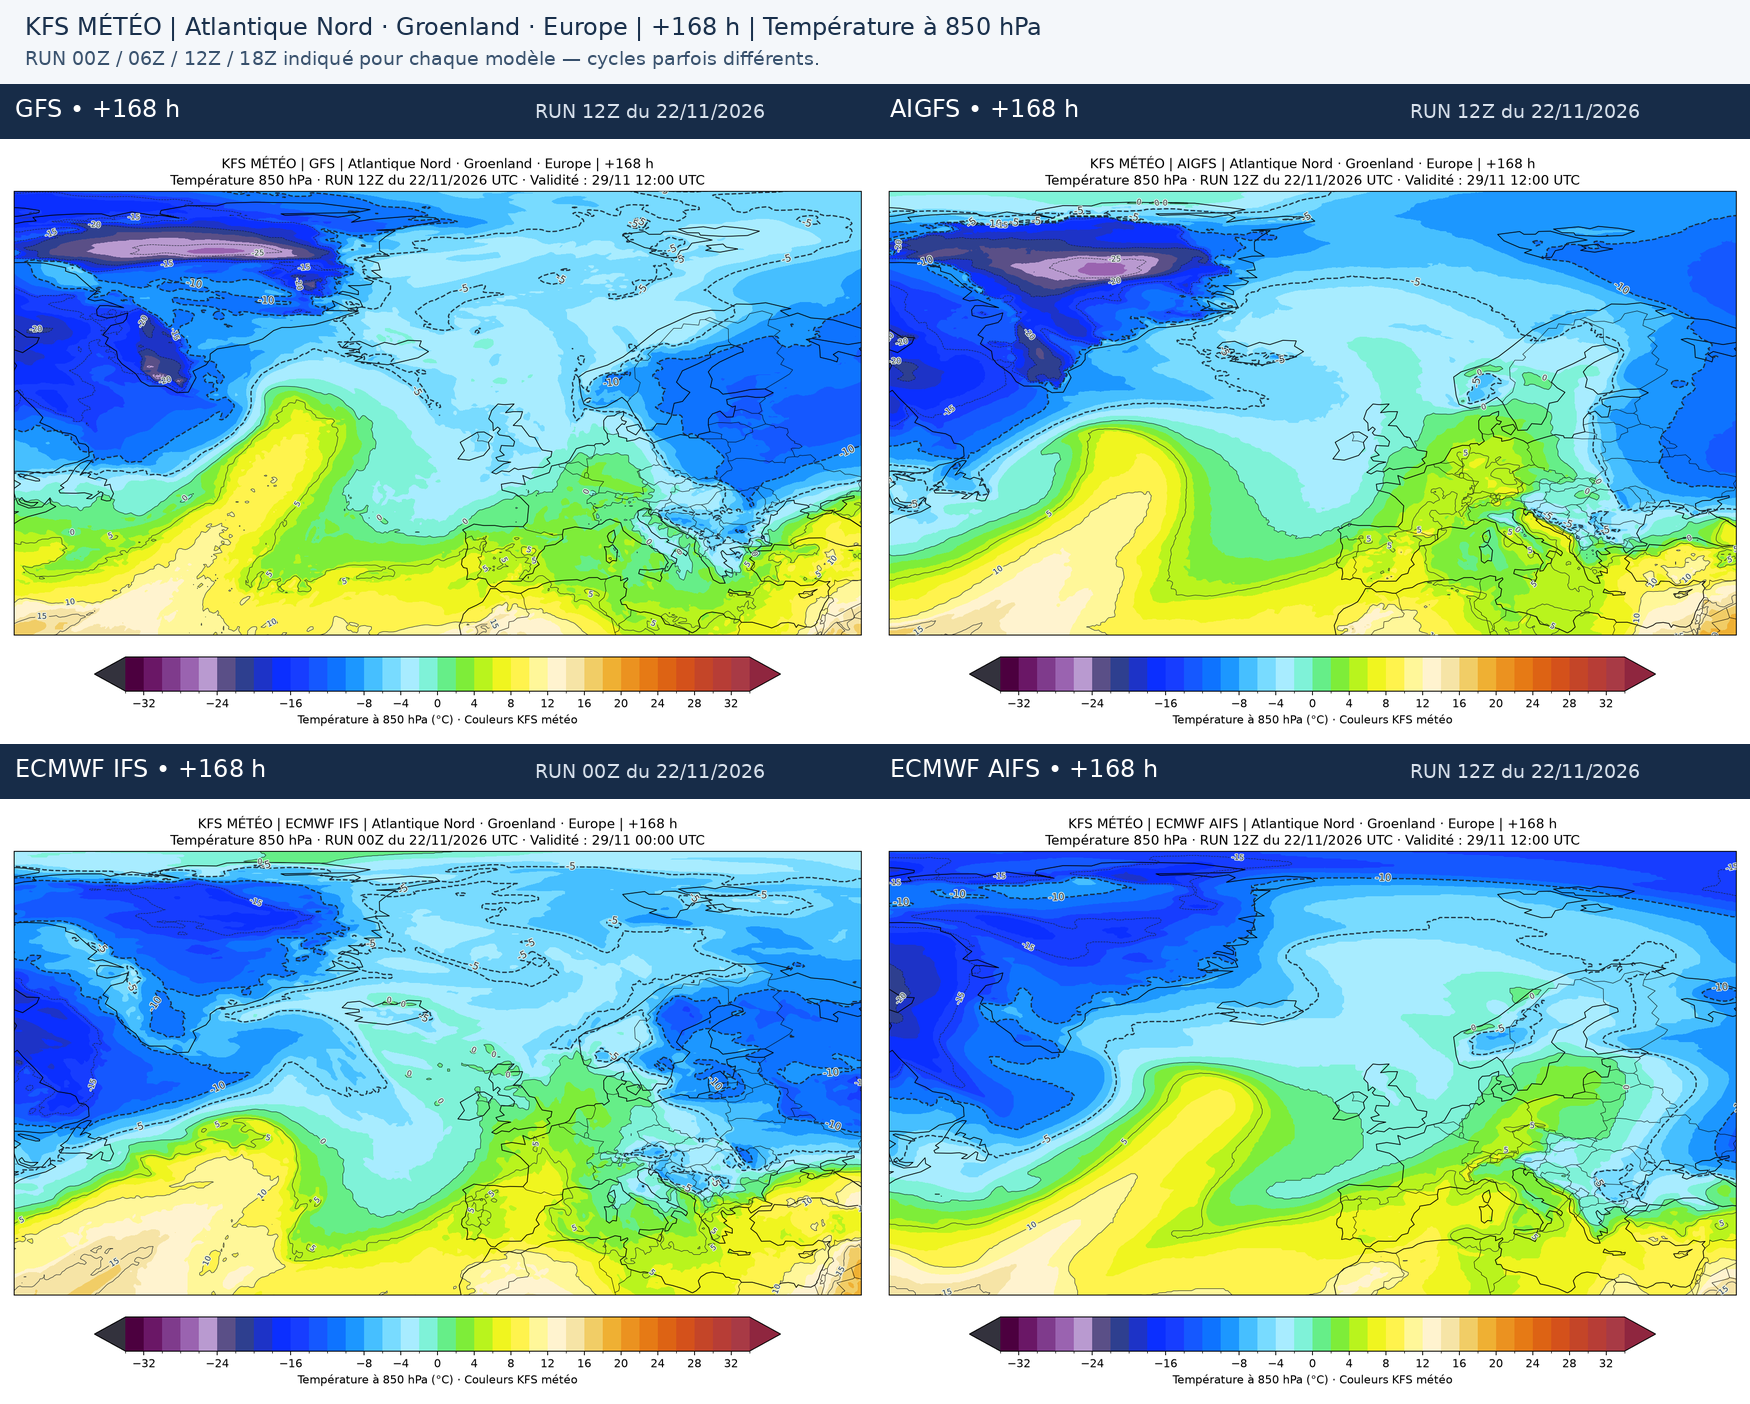 KFS MÉTÉO | Atlantique Nord · Groenland · Europe | +168 h | Température à 850 hPa
RUN 00Z / 06Z / 12Z / 18Z indiqué pour chaque modèle — cycles parfois différents.
GFS • +168 h
RUN 12Z du 22/11/2026
KFS MÉTÉO | GFS | Atlantique Nord · Groenland · Europe | +168 h
Température 850 hPa · RUN 12Z du 22/11/2026 UTC · Validité : 29/11 12:00 UTC
−32 −24 −16 −8 −4 0 4 8 12 16 20 24 28 32
Température à 850 hPa (°C) · Couleurs KFS météo
AIGFS • +168 h
RUN 12Z du 22/11/2026
KFS MÉTÉO | AIGFS | Atlantique Nord · Groenland · Europe | +168 h
Température 850 hPa · RUN 12Z du 22/11/2026 UTC · Validité : 29/11 12:00 UTC
−32 −24 −16 −8 −4 0 4 8 12 16 20 24 28 32
Température à 850 hPa (°C) · Couleurs KFS météo
ECMWF IFS • +168 h
RUN 00Z du 22/11/2026
KFS MÉTÉO | ECMWF IFS | Atlantique Nord · Groenland · Europe | +168 h
Température 850 hPa · RUN 00Z du 22/11/2026 UTC · Validité : 29/11 00:00 UTC
−32 −24 −16 −8 −4 0 4 8 12 16 20 24 28 32
Température à 850 hPa (°C) · Couleurs KFS météo
ECMWF AIFS • +168 h
RUN 12Z du 22/11/2026
KFS MÉTÉO | ECMWF AIFS | Atlantique Nord · Groenland · Europe | +168 h
Température 850 hPa · RUN 12Z du 22/11/2026 UTC · Validité : 29/11 12:00 UTC
−32 −24 −16 −8 −4 0 4 8 12 16 20 24 28 32
Température à 850 hPa (°C) · Couleurs KFS météo